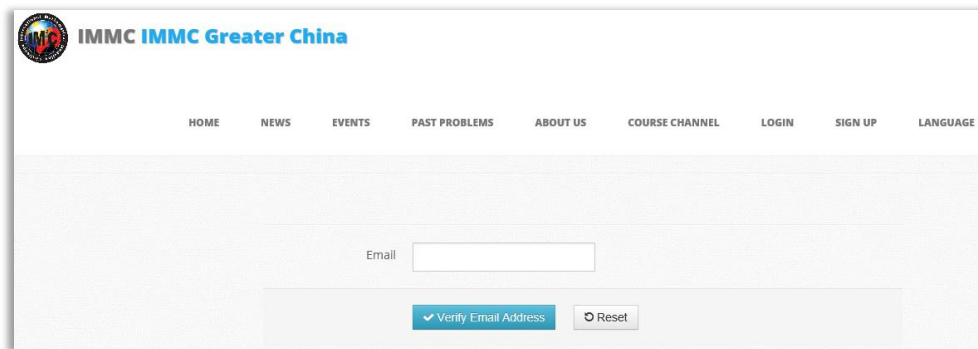 IMMC IMMC Greater China
HOME NEWS EVENTS PAST PROBLEMS ABOUT US COURSE CHANNEL LOGIN SIGN UP LANGUAGE
Email
Verify Email Address Reset